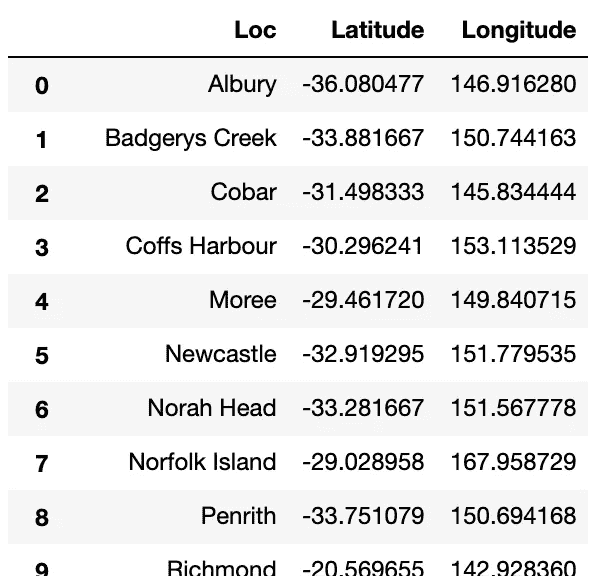 Loc Latitude Longitude
0 Albury -36.080477 146.916280
1 Badgerys Creek -33.881667 150.744163
2 Cobar -31.498333 145.834444
3 Coffs Harbour -30.296241 153.113529
4 Moree -29.461720 149.840715
5 Newcastle -32.919295 151.779535
6 Norah Head -33.281667 151.567778
7 Norfolk Island -29.028958 167.958729
8 Penrith -33.751079 150.694168
9 Richmond -20.569655 142.928360